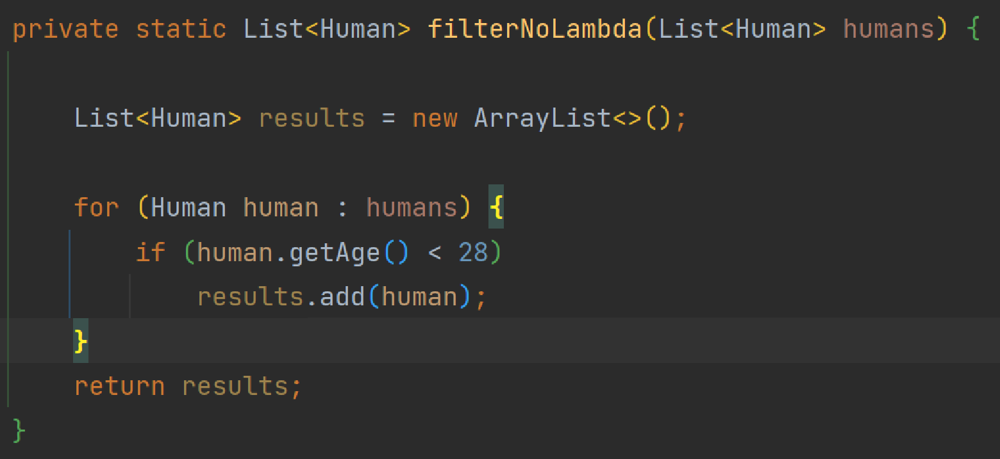 private static List<Human> filterNoLambda(List<Human> humans) {
List<Human> results = new ArrayList<>();
for (Human human : humans) {
if (human.getAge() < 28)
results.add(human);
}
return results;
}